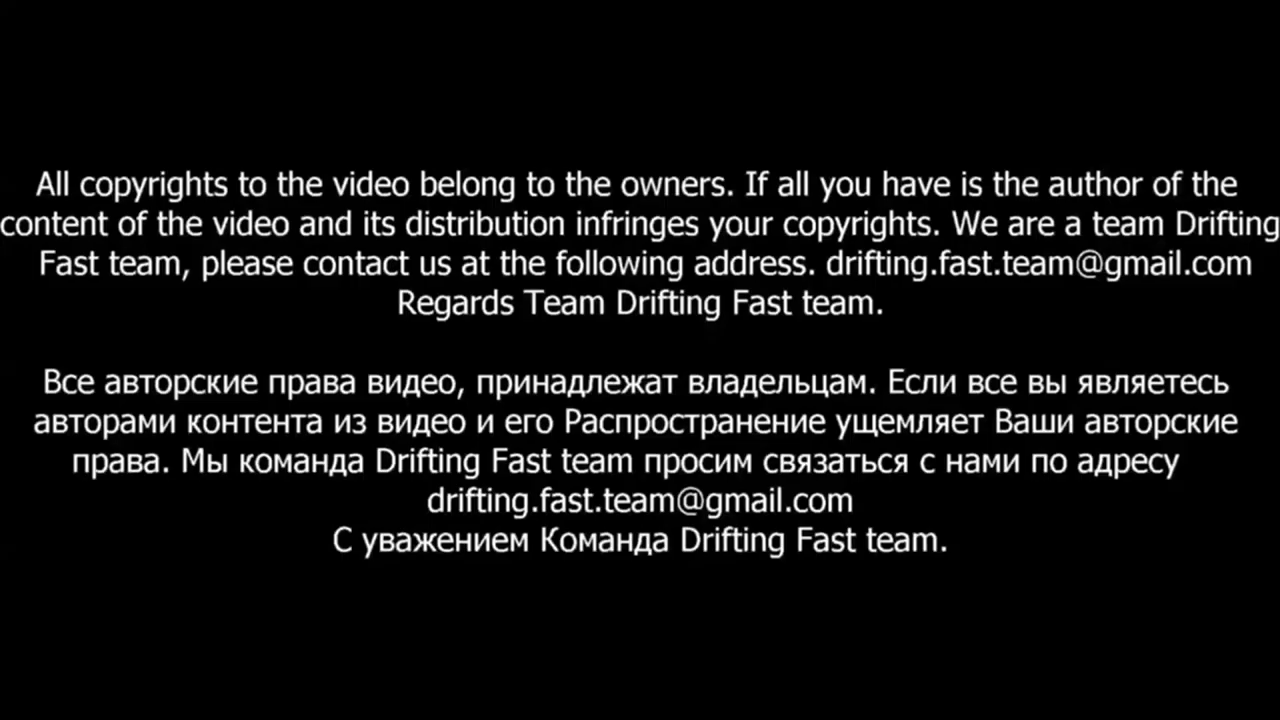 All copyrights to the video belong to the owners. If all you have is the author of the
content of the video and its distribution infringes your copyrights. We are a team Drifting
Fast team, please contact us at the following address. drifting.fast.team@gmail.com
Regards Team Drifting Fast team.
Все авторские права видео, принадлежат владельцам. Если все вы являетесь
авторами контента из видео и его Распространение ущемляет Ваши авторские
права. Мы команда Drifting Fast team просим связаться с нами по адресу
drifting.fast.team@gmail.com
С уважением Команда Drifting Fast team.